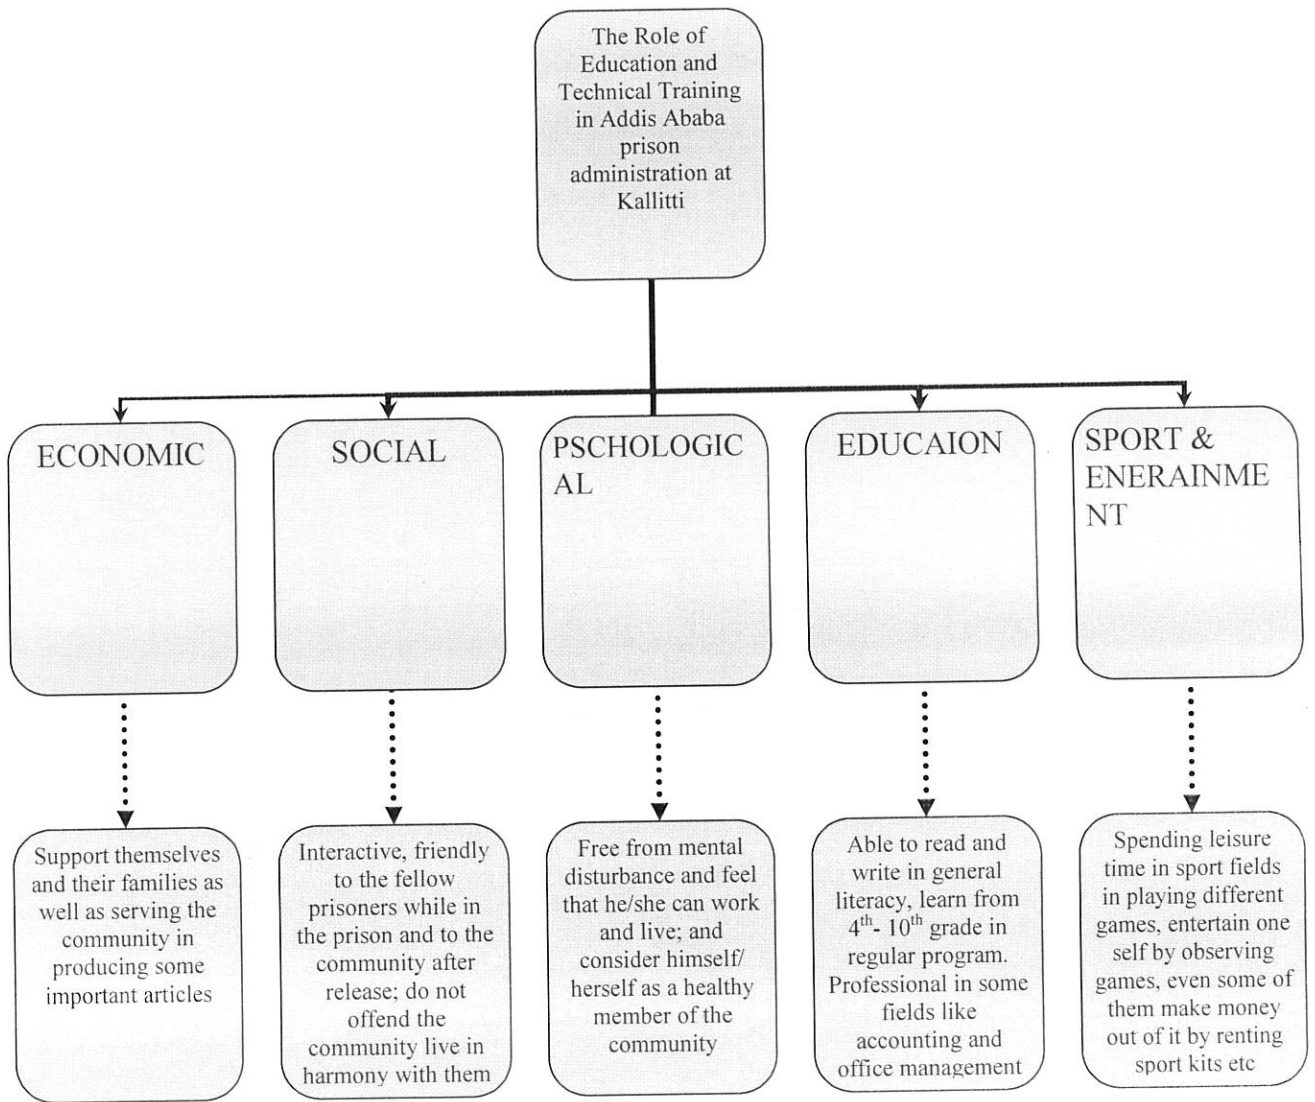 The Role of
Education and
Technical Training
in Addis Ababa
prison
administration at
Kallitti
ECONOMIC
SOCIAL
PSCHOLOGIC
AL
EDUCAION
SPORT &
ENERAINME
NT
Support themselves
and their families as
well as serving the
community in
producing some
important articles
Interactive, friendly
to the fellow
prisoners while in
the prison and to the
community after
release; do not
offend the
community live in
harmony with them
Free from mental
disturbance and feel
that he/she can work
and live; and
consider himself/
herself as a healthy
member of the
community
Able to read and
write in general
literacy, learn from
4th- 10th grade in
regular program.
Professional in some
fields like
accounting and
office management
Spending leisure
time in sport fields
in playing different
games, entertain one
self by observing
games, even some of
them make money
out of it by renting
sport kits etc